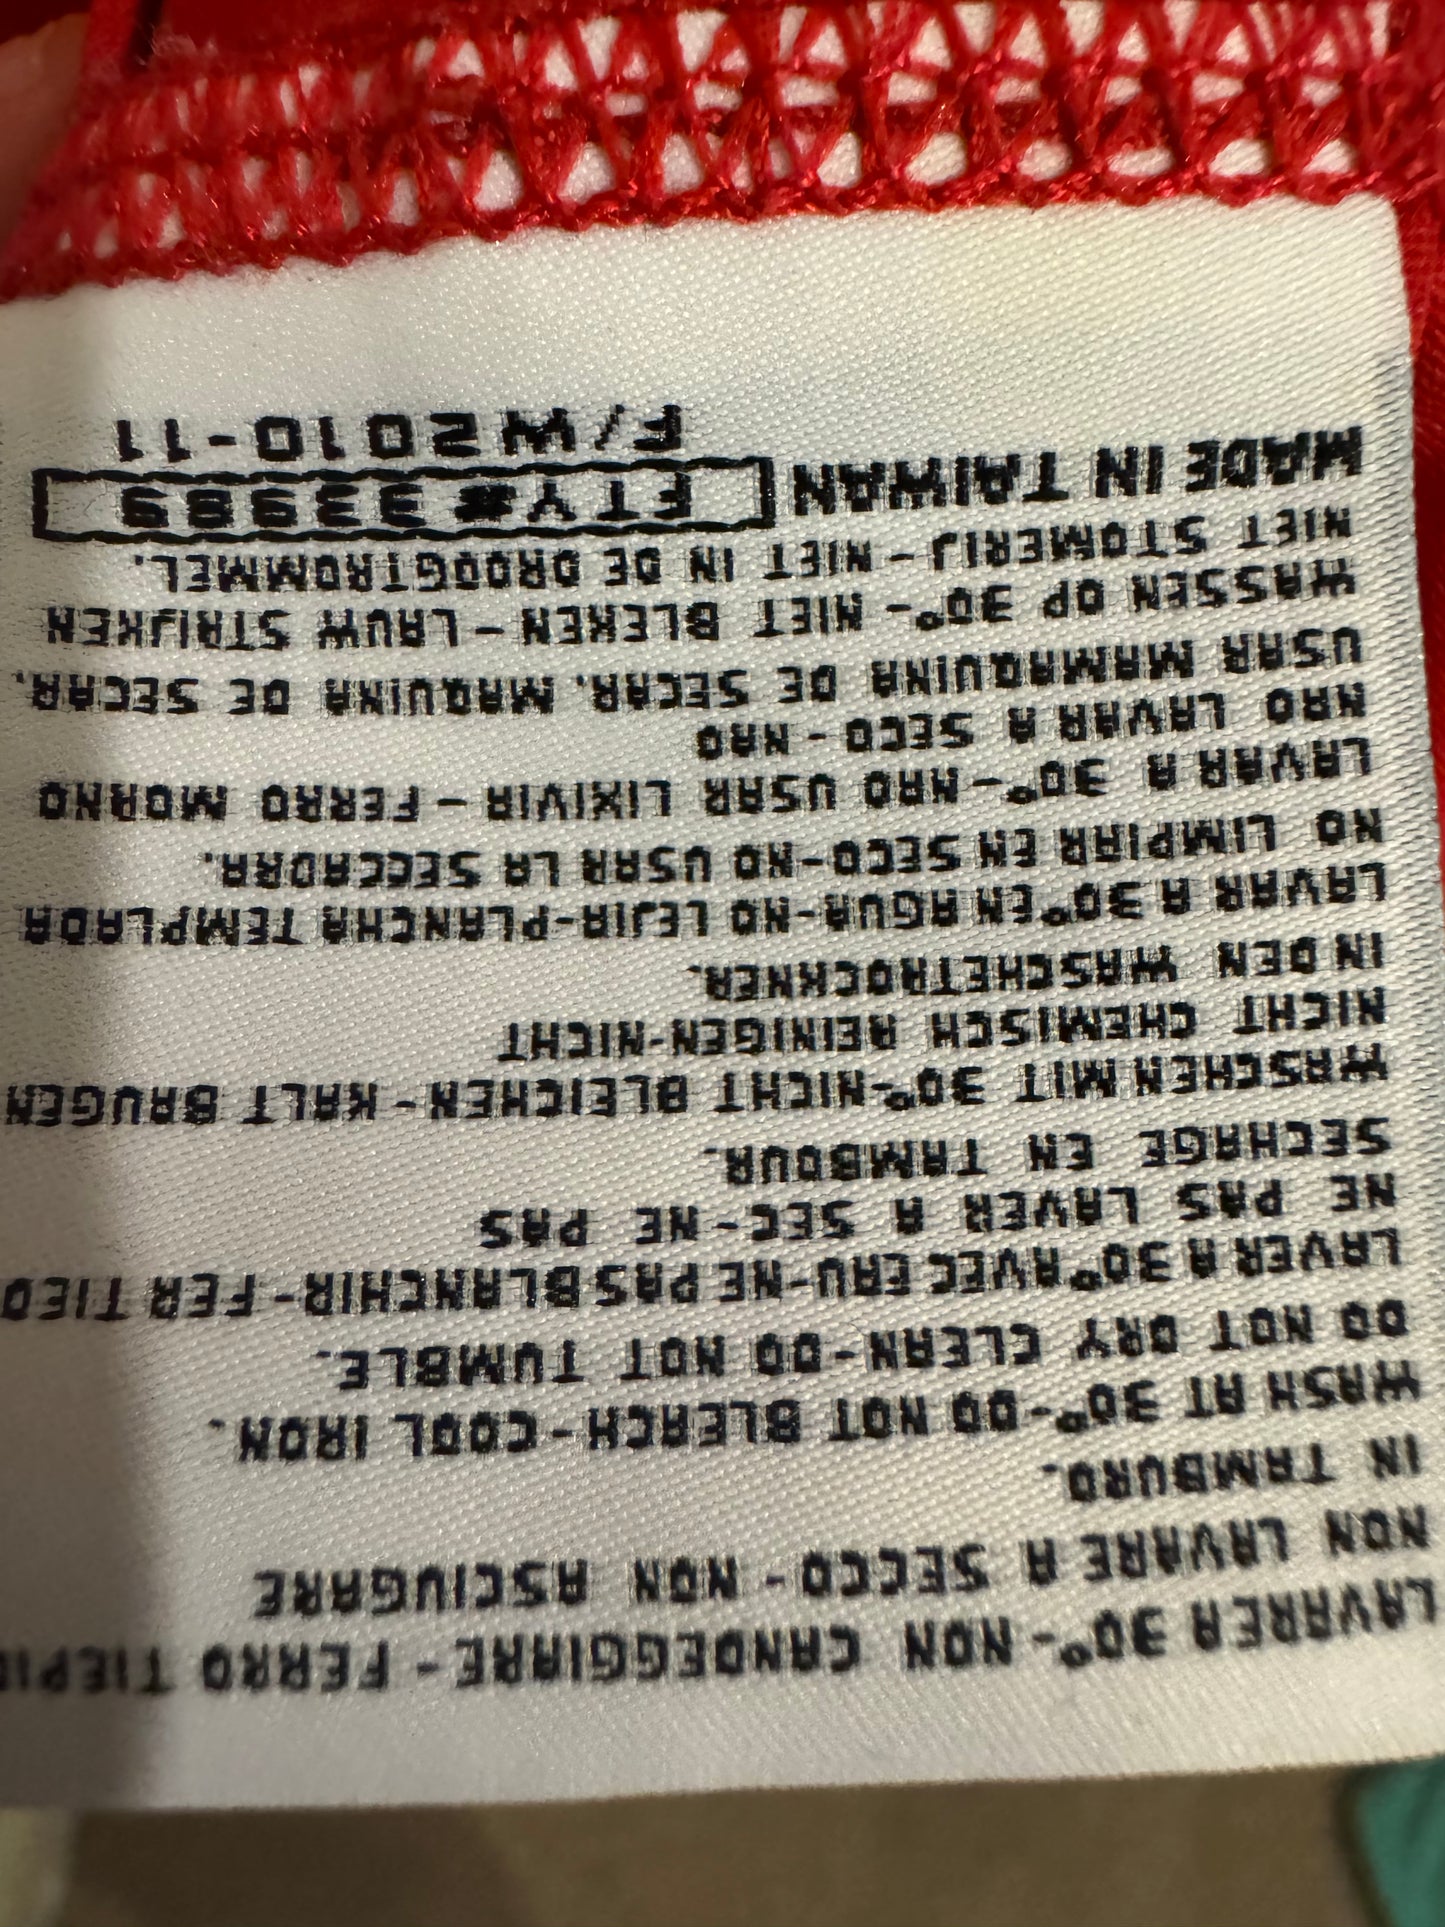 LAVARE A 30°- NON CANDEGGIARE - FERRO
NON LAVARE A SECCO - NON ASCIUGARE
IN TAMBURO.
WASH AT 30°-DO NOT BLEACH - COOL IRON.
DO NOT DRY CLEAN-DO NOT TUMBLE.
LAVER A 30° AVEC EAU-NE PAS BLANCHIR - FER TIED
NE PAS LAVER A SEC-NE PAS
SECHAGE EN TAMBOUR.
WASCHEN MIT 30°-NICHT BLEICHEN - KALT BRUGEN
NICHT CHEMISCH REINIGEN-NICHT
IN DEN WASCHETROCKNER.
LAVAR A 30° EN AGUA-NO LEJIA-PLANCHA TEMPLADA
NO LIMPIAR EN SECO-NO USAR LA SECCADORA.
LAVAR A 30°-NAO USAR LIXIVIA - FERRO MORNO
NAO LAVAR A SECO - NAO
USAR MAMAQUINA DE SECAR. MAQUINA DE SECAR.
WASSEN OP 30°- NIET BLEKEN - LAUW STRIJKEN
NIET STOMERIJ - NIET IN DE DROOGTROMMEL.
MADE IN TAIWAN FTY# 33989
F/W2010-11